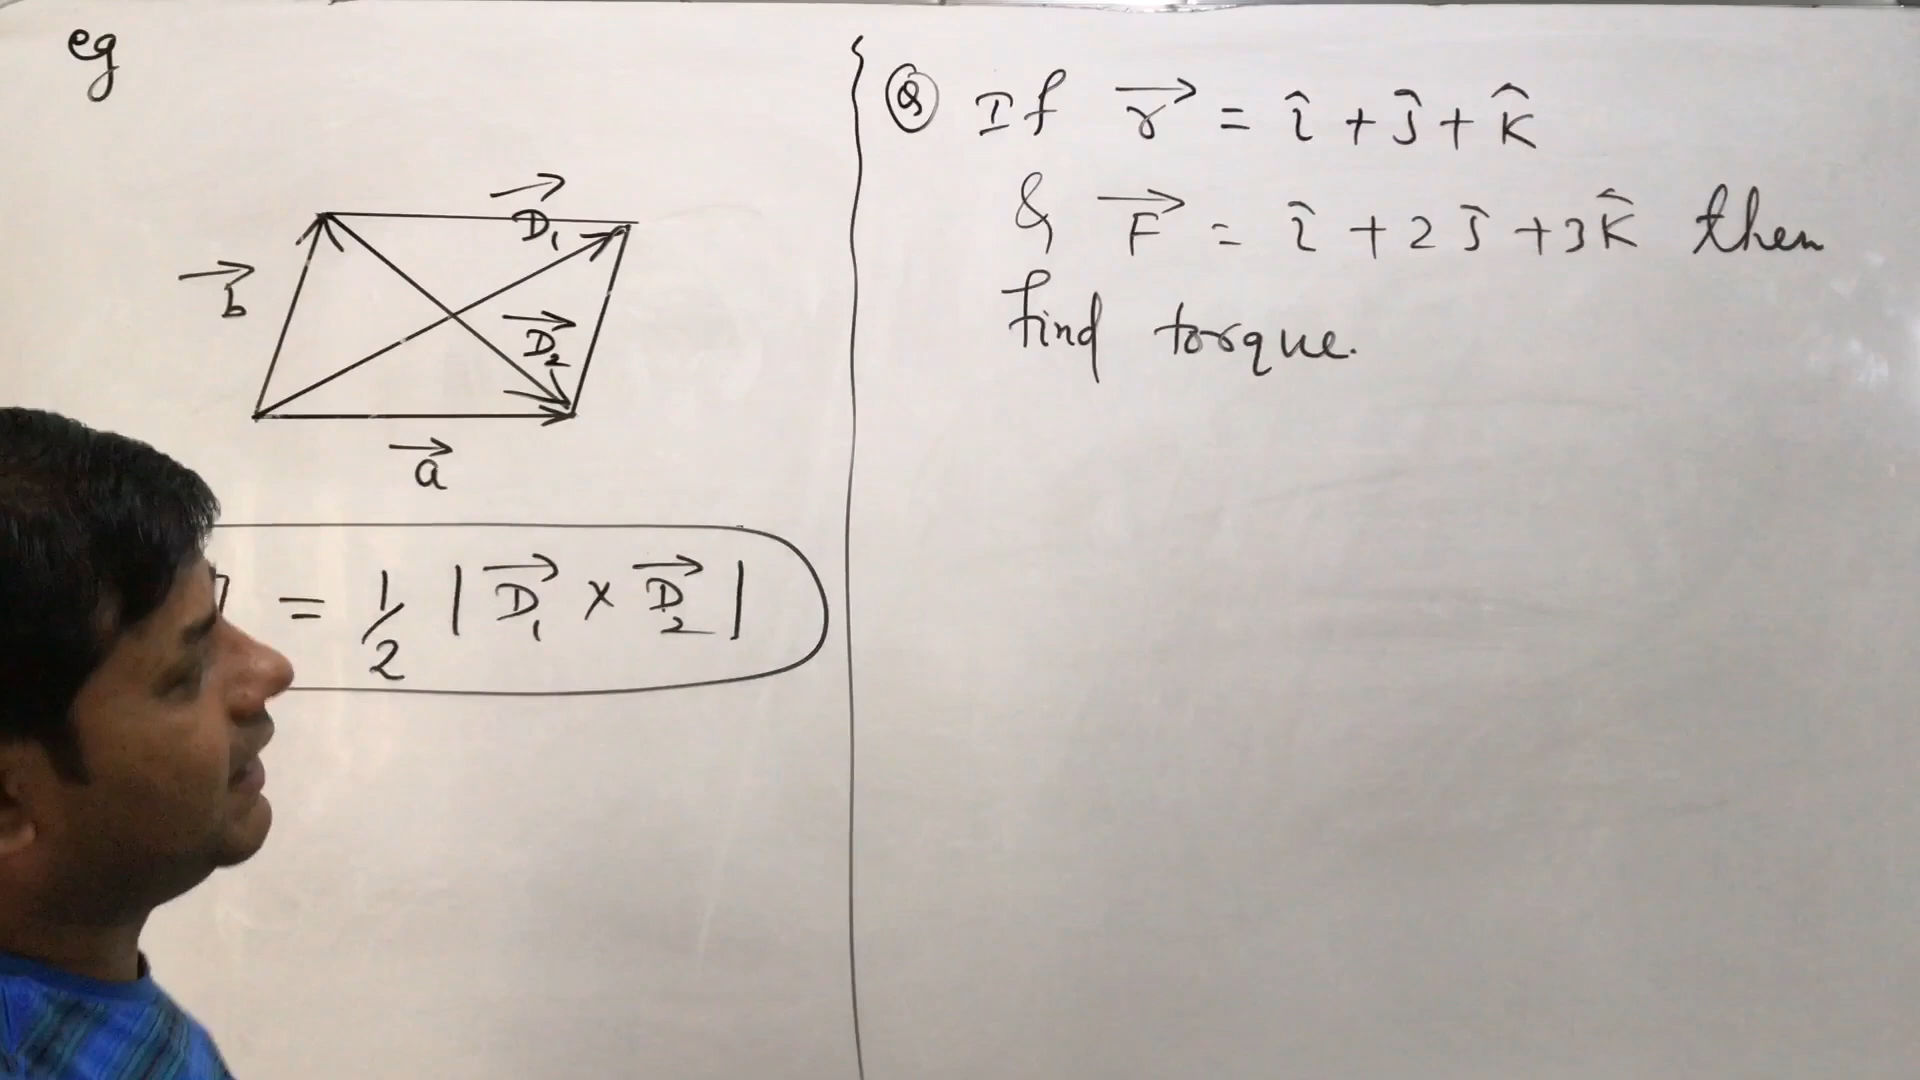 eg
D₁
b
D₂
a
= 1/2 | D₁ × D₂ |
Q If r = î + ĵ + k̂
& F = î + 2ĵ + 3k̂ then
find torque.